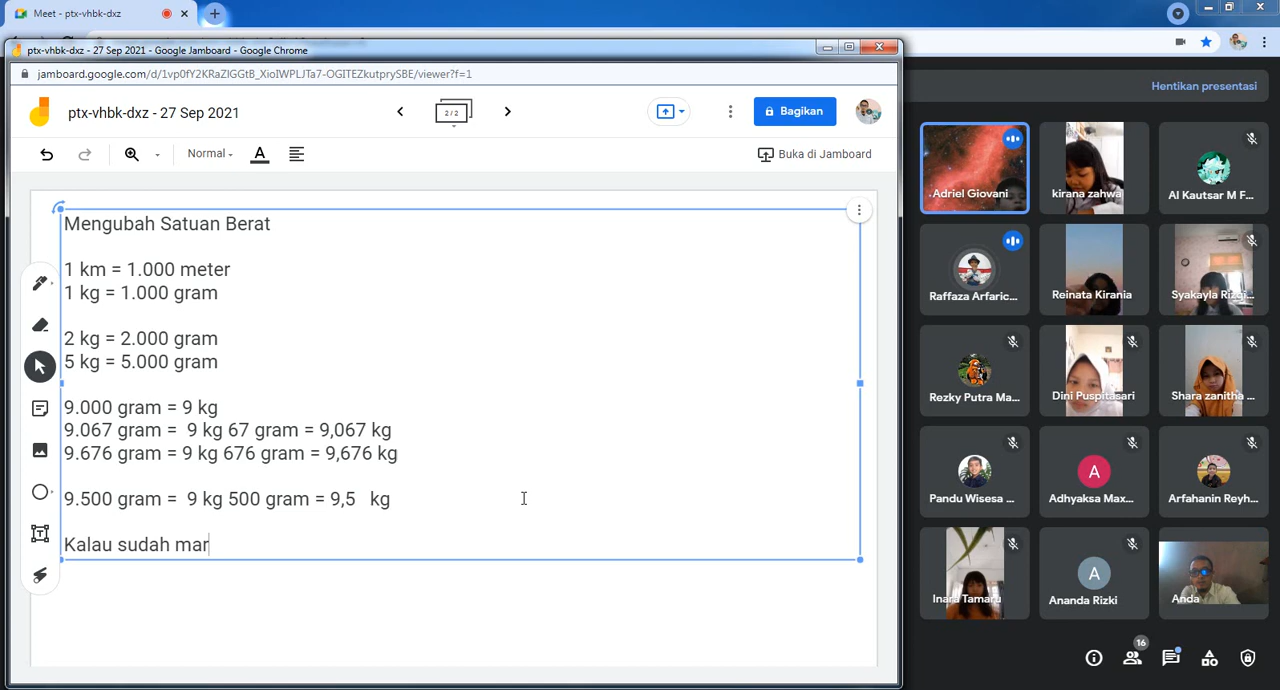 Meet - ptx-vhbk-dxz
ptx-vhbk-dxz - 27 Sep 2021 - Google Jamboard - Google Chrome
jamboard.google.com/d/1vp0fY2KRaZIGGtB_XioIWPLJTa7-OGITEZkutprySBE/viewer?f=1
Hentikan presentasi
ptx-vhbk-dxz - 27 Sep 2021
2 / 2
Bagikan
Normal
A
Buka di Jamboard
Mengubah Satuan Berat
1 km = 1.000 meter
1 kg = 1.000 gram
2 kg = 2.000 gram
5 kg = 5.000 gram
9.000 gram = 9 kg
9.067 gram = 9 kg 67 gram = 9,067 kg
9.676 gram = 9 kg 676 gram = 9,676 kg
9.500 gram = 9 kg 500 gram = 9,5 kg
Kalau sudah mar
Adriel Giovani
kirana zahwa
Al Kautsar M F...
Raffaza Arfaric...
Reinata Kirania
Syakayla Rizqi...
Rezky Putra Ma...
Dini Puspitasari
Shara zanitha ...
Pandu Wisesa ...
A
Adhyaksa Max...
Arfahanin Reyh...
Inara Tamaru
A
Ananda Rizki
Anda
16